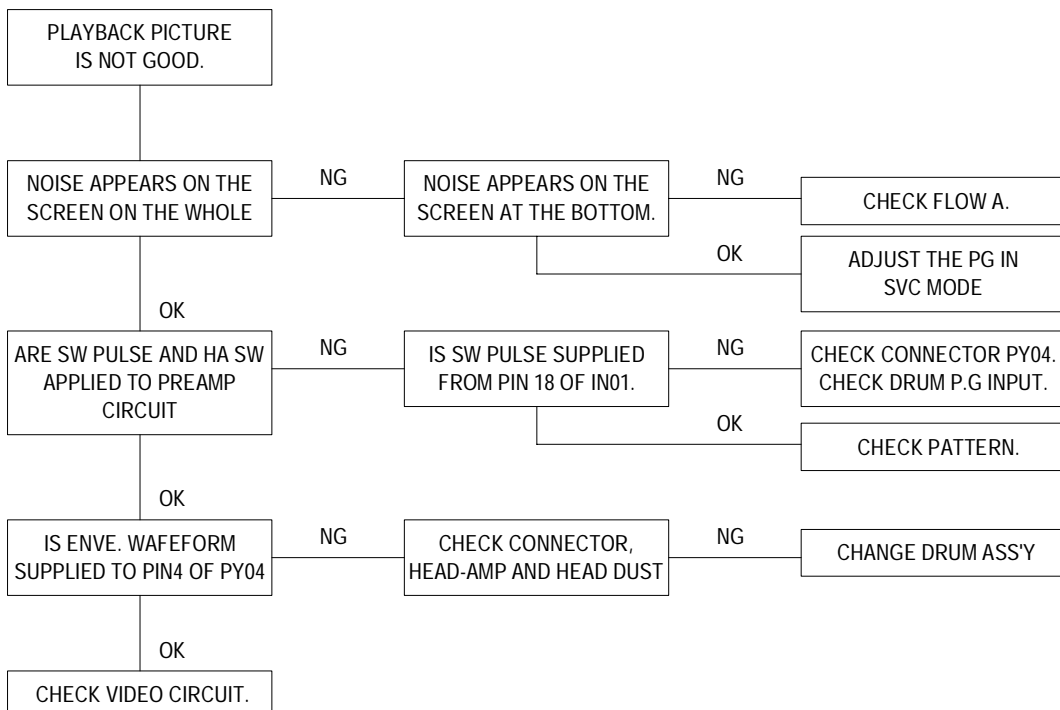 PLAYBACK PICTURE
IS NOT GOOD.
NOISE APPEARS ON THE
SCREEN ON THE WHOLE
NG
NOISE APPEARS ON THE
SCREEN AT THE BOTTOM.
NG
CHECK FLOW A.
OK
ADJUST THE PG IN
SVC MODE
OK
ARE SW PULSE AND HA SW
APPLIED TO PREAMP
CIRCUIT
NG
IS SW PULSE SUPPLIED
FROM PIN 18 OF IN01.
NG
CHECK CONNECTOR PY04.
CHECK DRUM P.G INPUT.
OK
CHECK PATTERN.
OK
IS ENVE. WAFEFORM
SUPPLIED TO PIN4 OF PY04
NG
CHECK CONNECTOR,
HEAD-AMP AND HEAD DUST
NG
CHANGE DRUM ASS'Y
OK
CHECK VIDEO CIRCUIT.